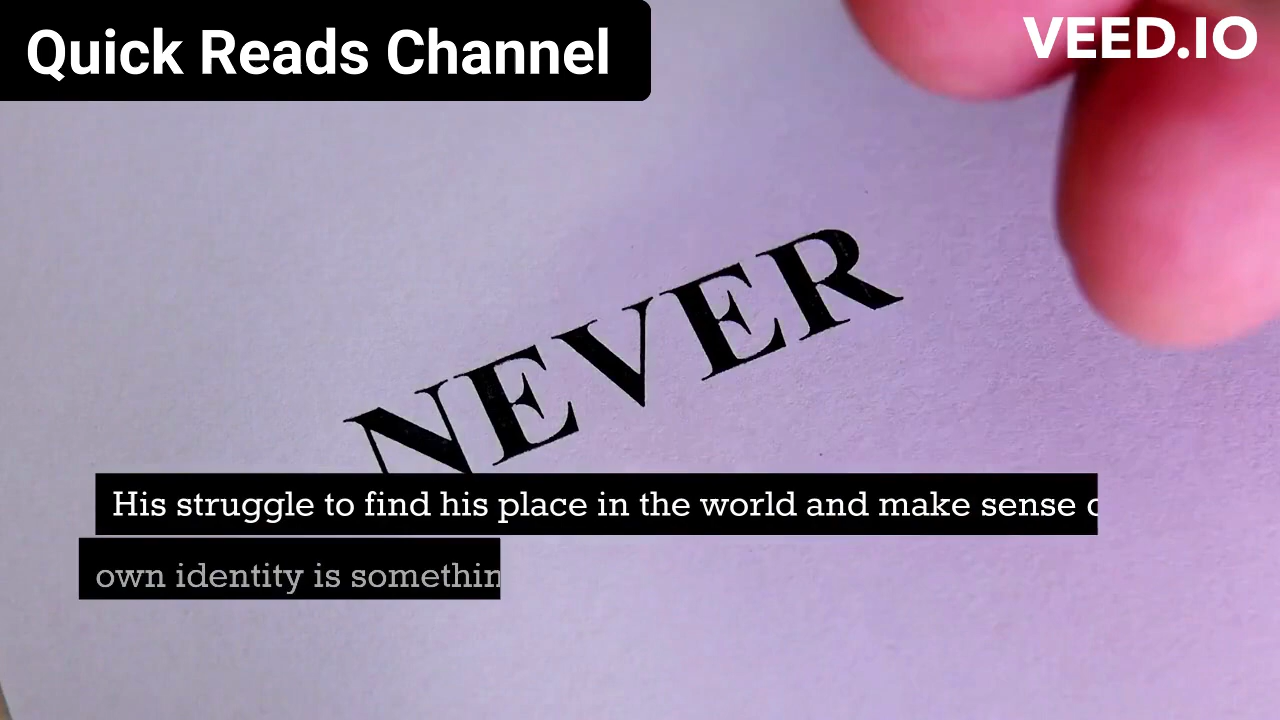 Quick Reads Channel
VEED.IO
NEVER
His struggle to find his place in the world and make sense
own identity is somethin